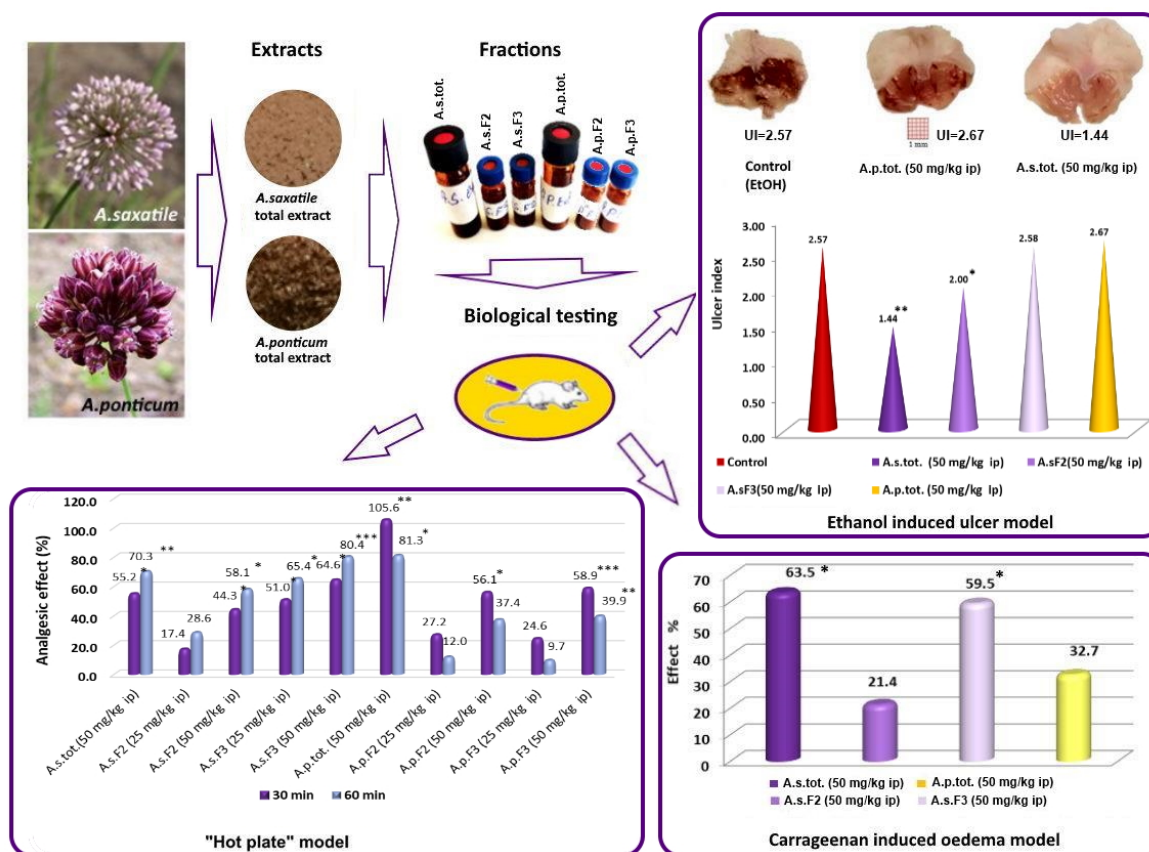 Extracts
Fractions
A.saxatile
A.ponticum
A.saxatile
total extract
A.ponticum
total extract
A.s.tot.
A.s.F2
A.s.F3
A.p.tot.
A.p.F2
A.p.F3
Biological testing
UI=2.57
UI=2.67
UI=1.44
1 mm
Control
(EtOH)
A.p.tot. (50 mg/kg ip)
A.s.tot. (50 mg/kg ip)
Ulcer index
3.00
2.50
2.00
1.50
1.00
0.50
0.00
2.57
1.44 **
2.00 *
2.58
2.67
Control
A.s.tot. (50 mg/kg ip)
A.sF2(50 mg/kg ip)
A.sF3(50 mg/kg Ip)
A.p.tot. (50 mg/kg Ip)
Ethanol induced ulcer model
Analgesic effect (%)
120.0
100.0
80.0
60.0
40.0
20.0
0.0
55.2 *
70.3 **
17.4
28.6
44.3 *
58.1 *
51.0 *
65.4 *
64.6 *
80.4 ***
105.6 **
81.3 *
27.2
12.0
56.1 *
37.4
24.6
9.7
58.9 ***
39.9 **
A.s.tot.(50 mg/kg ip)
A.s.F2 (25 mg/kg ip)
A.s.F2 (50 mg/kg ip)
A.s.F3 (25 mg/kg ip)
A.s.F3 (50 mg/kg ip)
A.p.tot. (50 mg/kg ip)
A.p.F2 (25 mg/kg ip)
A.p.F2 (50 mg/kg ip)
A.p.F3 (25 mg/kg ip)
A.p.F3 (50 mg/kg ip)
30 min
60 min
"Hot plate" model
Effect %
70
60
50
40
30
20
10
0
63.5 *
21.4
59.5 *
32.7
A.s.tot. (50 mg/kg ip)
A.p.tot. (50 mg/kg ip)
A.s.F2 (50 mg/kg ip)
A.s.F3 (50 mg/kg ip)
Carrageenan induced oedema model